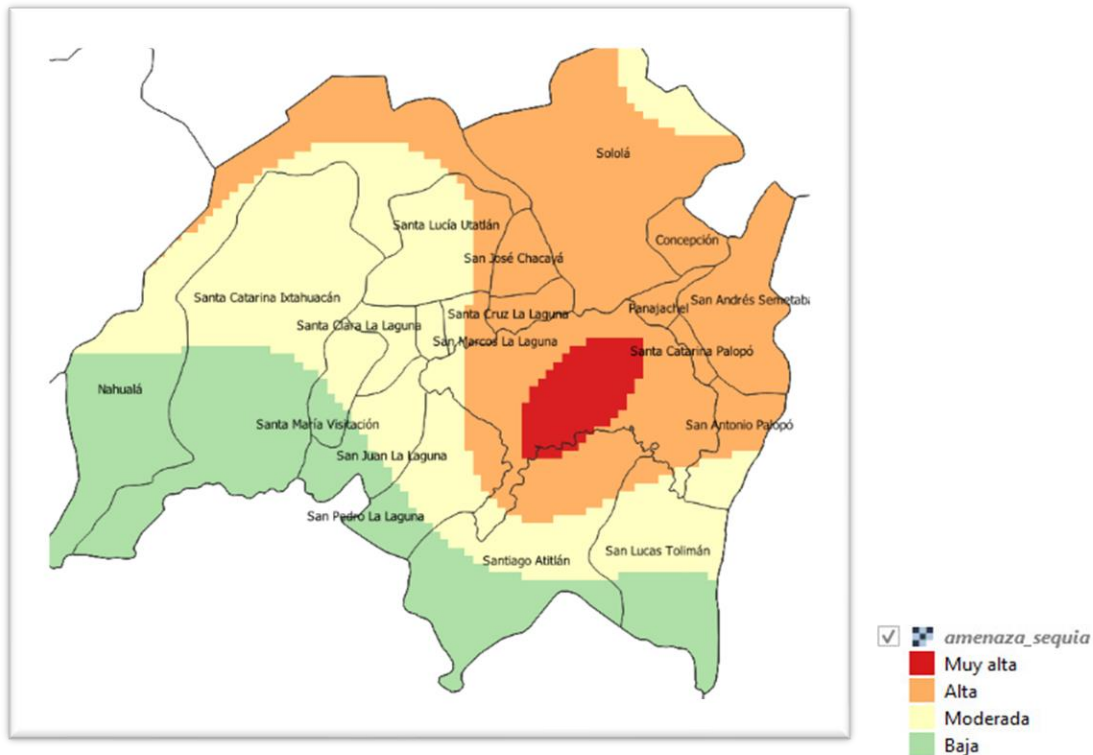 Sololá
Santa Lucía Utatlán
Concepción
San José Chacayá
Santa Catarina Ixtahuacán
San Andrés Semetaba
Panajachel
Santa Cruz La Laguna
Santa Clara La Laguna
San Marcos La Laguna
Santa Catarina Palopó
Nahualá
Santa María Visitación
San Antonio Palopó
San Juan La Laguna
San Pedro La Laguna
San Lucas Tolimán
Santiago Atitlán
amenaza_sequia
Muy alta
Alta
Moderada
Baja